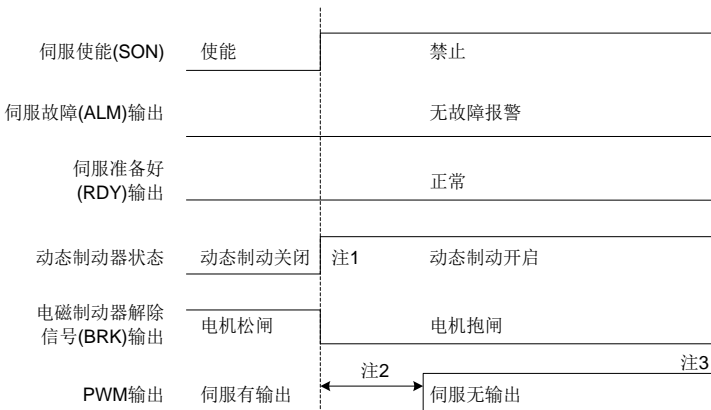 伺服使能(SON) 使能 禁止
伺服故障(ALM)输出 无故障报警
伺服准备好
(RDY)输出 正常
动态制动器状态 动态制动关闭 注1 动态制动开启
电磁制动器解除
信号(BRK)输出 电机松闸 电机抱闸
注2 注3
PWM输出 伺服有输出 伺服无输出